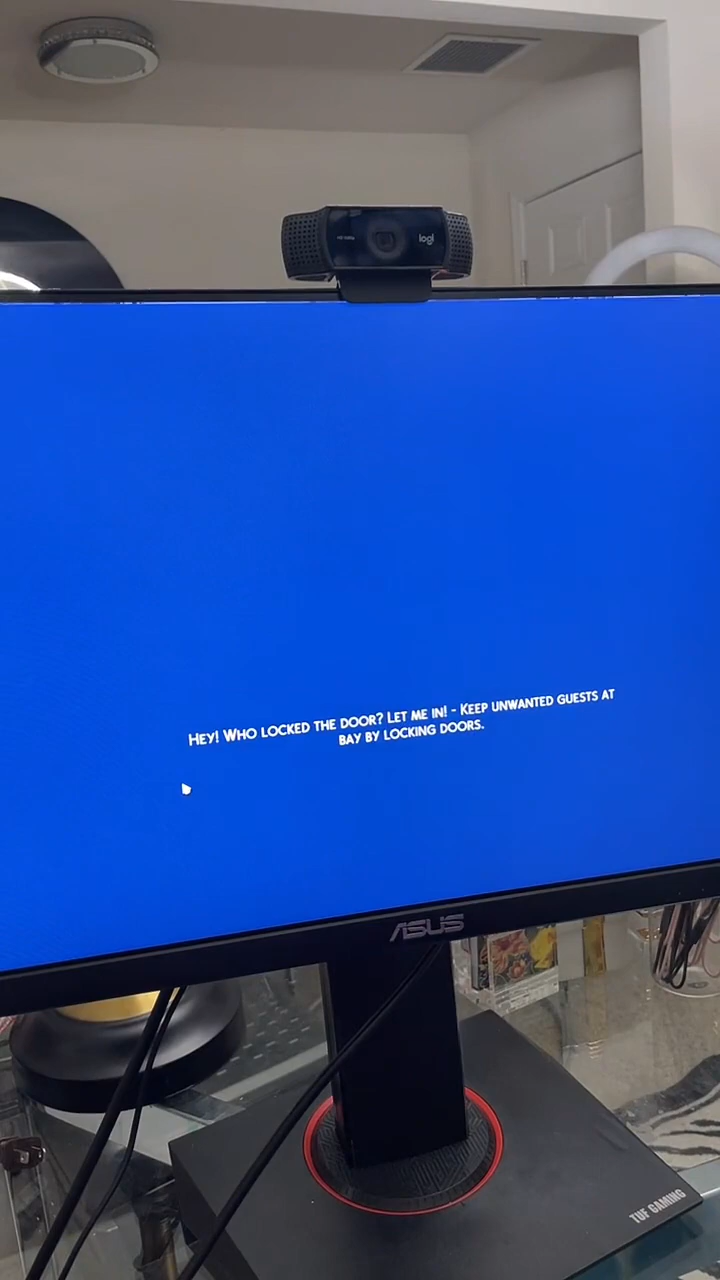 logi
HEY! WHO LOCKED THE DOOR? LET ME IN! - KEEP UNWANTED GUESTS AT
BAY BY LOCKING DOORS.
ASUS
TUF GAMING